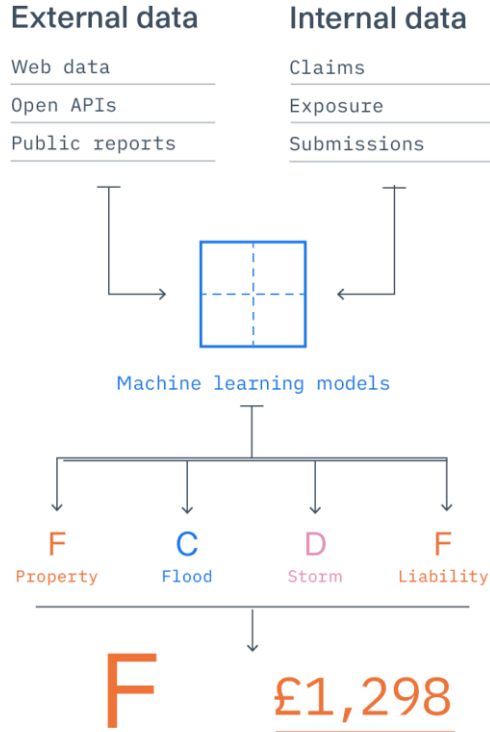 External data
Web data
Open APIs
Public reports
Internal data
Claims
Exposure
Submissions
Machine learning models
F
Property
C
Flood
D
Storm
F
Liability
F
£1,298